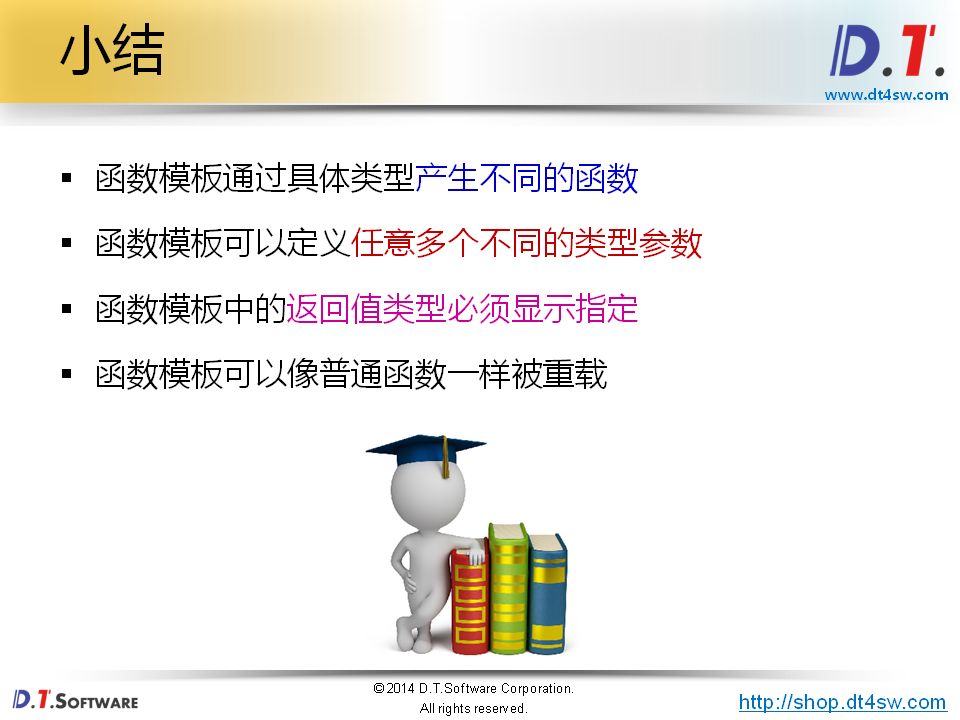 小结
D.T.
www.dt4sw.com
▪ 函数模板通过具体类型产生不同的函数
▪ 函数模板可以定义任意多个不同的类型参数
▪ 函数模板中的返回值类型必须显示指定
▪ 函数模板可以像普通函数一样被重载
D.T.SOFTWARE
©2014 D.T.Software Corporation.
All rights reserved.
http://shop.dt4sw.com